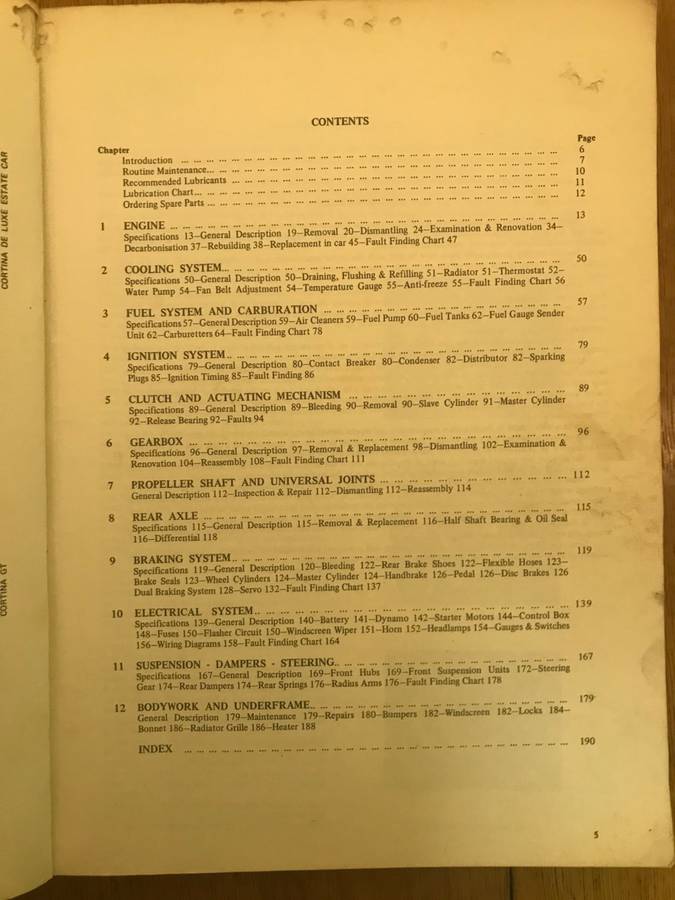 CORTINA DE LUXE ESTATE CAR
CORTINA GT
CONTENTS
Chapter Page
Introduction ... 6
Routine Maintenance... 7
Recommended Lubricants ... 10
Lubrication Chart... 11
Ordering Spare Parts ... 12
1 ENGINE ... 13
Specifications 13—General Description 19—Removal 20—Dismantling 24—Examination & Renovation 34—
Decarbonisation 37—Rebuilding 38—Replacement in car 45—Fault Finding Chart 47
2 COOLING SYSTEM... 50
Specifications 50—General Description 50—Draining, Flushing & Refilling 51—Radiator 51—Thermostat 52—
Water Pump 54—Fan Belt Adjustment 54—Temperature Gauge 55—Anti-freeze 55—Fault Finding Chart 56
3 FUEL SYSTEM AND CARBURATION ... 57
Specifications 57—General Description 59—Air Cleaners 59—Fuel Pump 60—Fuel Tanks 62—Fuel Gauge Sender
Unit 62—Carburetters 64—Fault Finding Chart 78
4 IGNITION SYSTEM... 79
Specifications 79—General Description 80—Contact Breaker 80—Condenser 82—Distributor 82—Sparking
Plugs 85—Ignition Timing 85—Fault Finding 86
5 CLUTCH AND ACTUATING MECHANISM ... 89
Specifications 89—General Description 89—Bleeding 90—Removal 90—Slave Cylinder 91—Master Cylinder
92—Release Bearing 92—Faults 94
6 GEARBOX ... 96
Specifications 96—General Description 97—Removal & Replacement 98—Dismantling 102—Examination &
Renovation 104—Reassembly 108—Fault Finding Chart 111
7 PROPELLER SHAFT AND UNIVERSAL JOINTS ... 112
General Description 112—Inspection & Repair 112—Dismantling 112—Reassembly 114
8 REAR AXLE ... 115
Specifications 115—General Description 115—Removal & Replacement 116—Half Shaft Bearing & Oil Seal
116—Differential 118
9 BRAKING SYSTEM... 119
Specifications 119—General Description 120—Bleeding 122—Rear Brake Shoes 122—Flexible Hoses 123—
Brake Seals 123—Wheel Cylinders 124—Master Cylinder 124—Handbrake 126—Pedal 126—Disc Brakes 126
Dual Braking System 128—Servo 132—Fault Finding Chart 137
10 ELECTRICAL SYSTEM... 139
Specifications 139—General Description 140—Battery 141—Dynamo 142—Starter Motors 144—Control Box
148—Fuses 150—Flasher Circuit 150—Windscreen Wiper 151—Horn 152—Headlamps 154—Gauges & Switches
156—Wiring Diagrams 158—Fault Finding Chart 164
11 SUSPENSION - DAMPERS - STEERING... 167
Specifications 167—General Description 169—Front Hubs 169—Front Suspension Units 172—Steering
Gear 174—Rear Dampers 174—Rear Springs 176—Radius Arms 176—Fault Finding Chart 178
12 BODYWORK AND UNDERFRAME... 179
General Description 179—Maintenance 179—Repairs 180—Bumpers 182—Windscreen 182—Locks 184—
Bonnet 186—Radiator Grille 186—Heater 188
INDEX ... 190
5